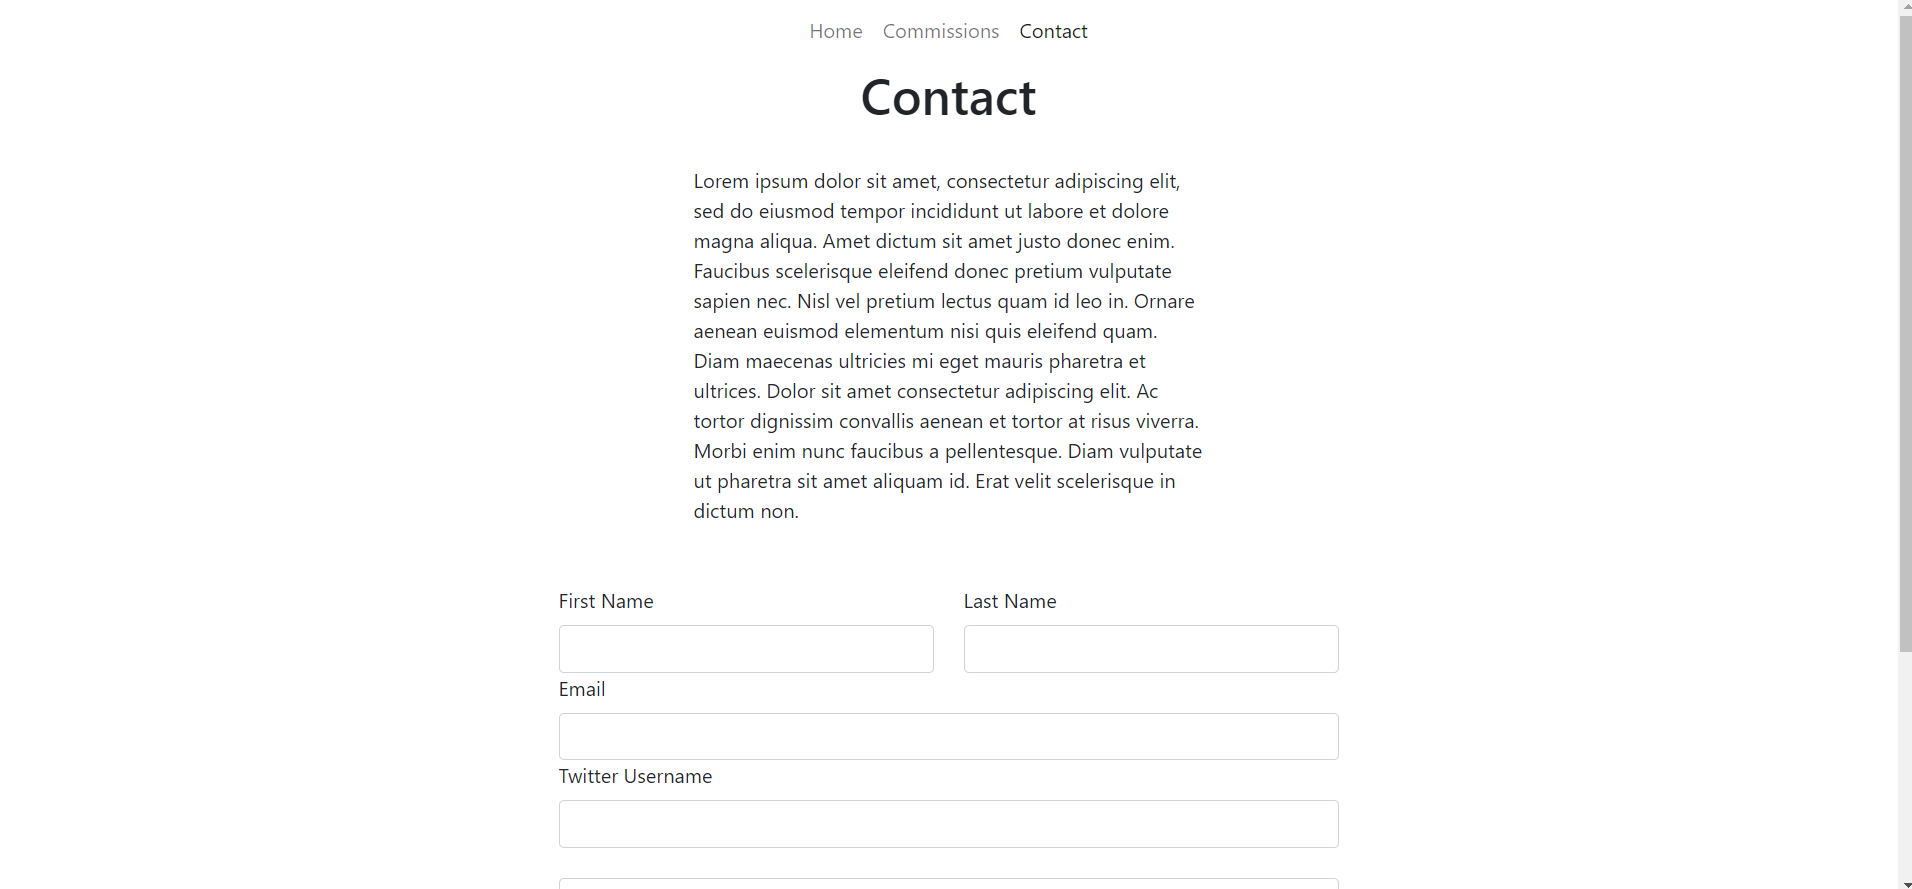 Home Commissions Contact
Contact
Lorem ipsum dolor sit amet, consectetur adipiscing elit,
sed do eiusmod tempor incididunt ut labore et dolore
magna aliqua. Amet dictum sit amet justo donec enim.
Faucibus scelerisque eleifend donec pretium vulputate
sapien nec. Nisl vel pretium lectus quam id leo in. Ornare
aenean euismod elementum nisi quis eleifend quam.
Diam maecenas ultricies mi eget mauris pharetra et
ultrices. Dolor sit amet consectetur adipiscing elit. Ac
tortor dignissim convallis aenean et tortor at risus viverra.
Morbi enim nunc faucibus a pellentesque. Diam vulputate
ut pharetra sit amet aliquam id. Erat velit scelerisque in
dictum non.
First Name Last Name
Email
Twitter Username